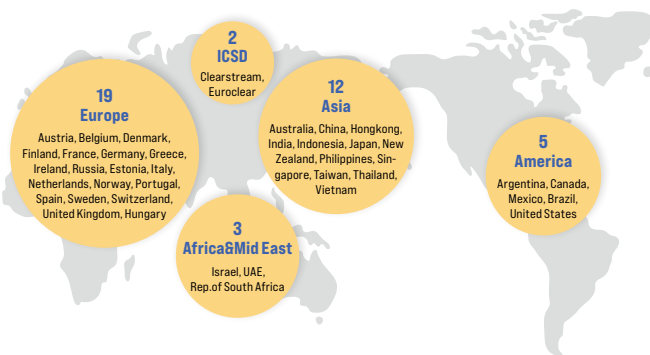 2
ICSD
Clearstream,
Euroclear
19
Europe
Austria, Belgium, Denmark,
Finland, France, Germany, Greece,
Ireland, Russia, Estonia, Italy,
Netherlands, Norway, Portugal,
Spain, Sweden, Switzerland,
United Kingdom, Hungary
12
Asia
Australia, China, Hongkong,
India, Indonesia, Japan, New
Zealand, Philippines, Sin-
gapore, Taiwan, Thailand,
Vietnam
5
America
Argentina, Canada,
Mexico, Brazil,
United States
3
Africa&Mid East
Israel, UAE,
Rep.of South Africa